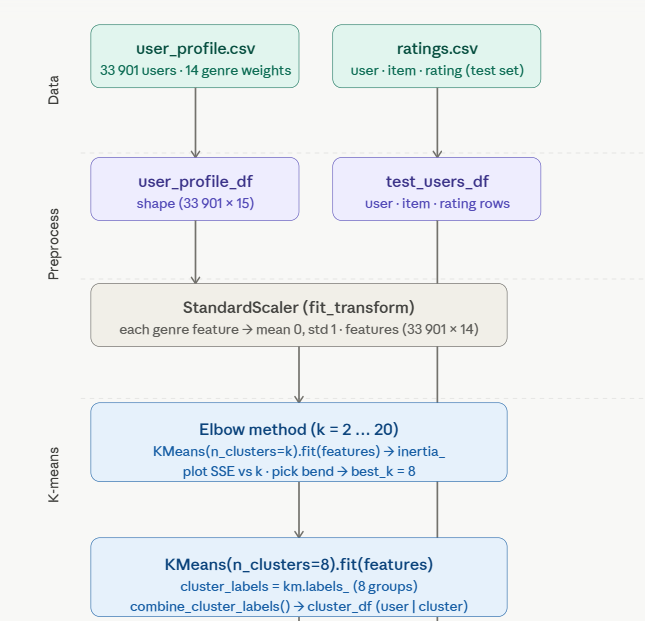 Data
user_profile.csv
33 901 users · 14 genre weights
ratings.csv
user · item · rating (test set)
Preprocess
user_profile_df
shape (33 901 × 15)
test_users_df
user · item · rating rows
StandardScaler (fit_transform)
each genre feature → mean 0, std 1 · features (33 901 × 14)
K-means
Elbow method (k = 2 … 20)
KMeans(n_clusters=k).fit(features) → inertia_
plot SSE vs k · pick bend → best_k = 8
KMeans(n_clusters=8).fit(features)
cluster_labels = km.labels_ (8 groups)
combine_cluster_labels() → cluster_df (user | cluster)